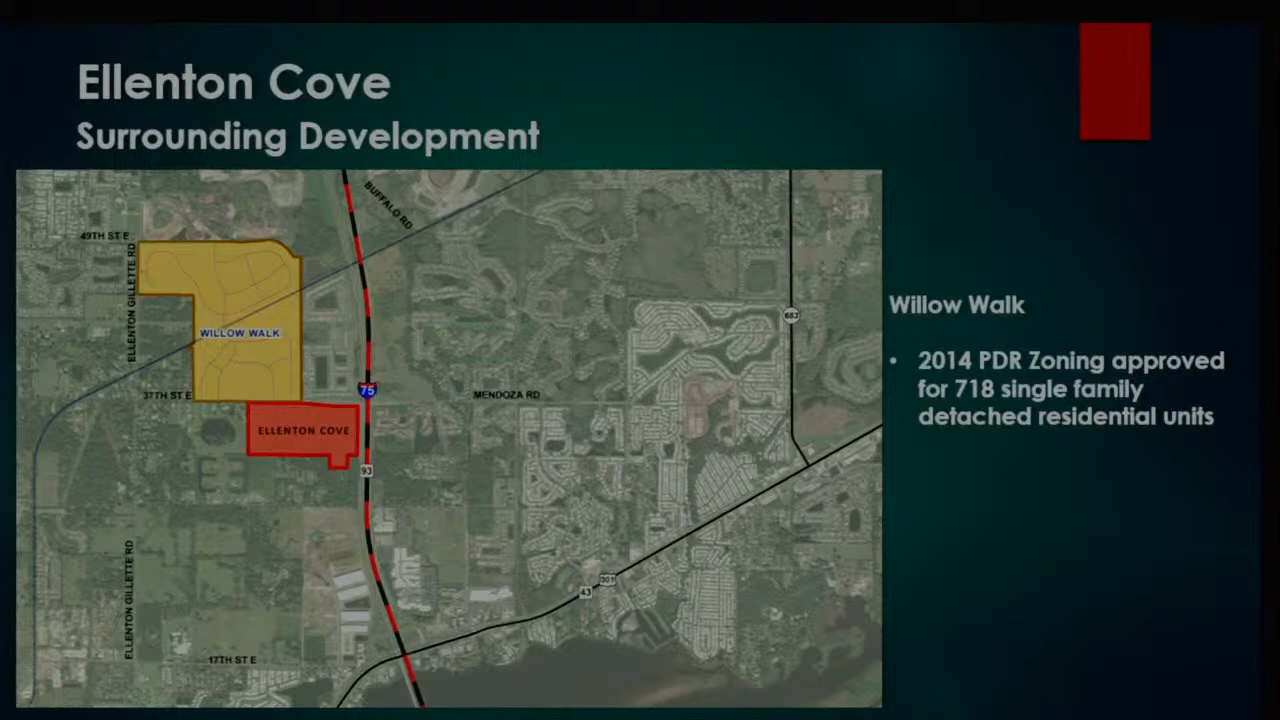 Ellenton Cove
Surrounding Development
BUFFALO RD
49TH ST E
ELLENTON GILLETTE RD
WILLOW WALK
683
Willow Walk
• 2014 PDR Zoning approved
for 718 single family
detached residential units
37TH ST E
75
MENDOZA RD
ELLENTON COVE
93
ELLENTON GILLETTE RD
301
43
17TH ST E